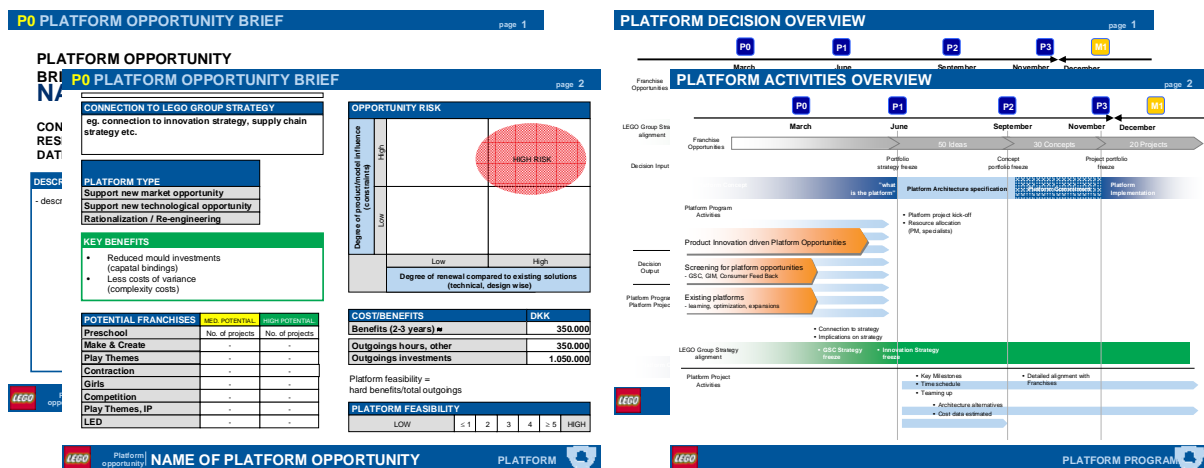 P0 PLATFORM OPPORTUNITY BRIEF
page 1
PLATFORM OPPORTUNITY
P0 PLATFORM OPPORTUNITY BRIEF
page 2
CONNECTION TO LEGO GROUP STRATEGY
eg. connection to innovation strategy, supply chain
strategy etc.
PLATFORM TYPE
Support new market opportunity
Support new technological opportunity
Rationalization / Re-engineering
KEY BENEFITS
• Reduced mould investments
(capatal bindings)
• Less costs of variance
(complexity costs)
POTENTIAL FRANCHISES MED. POTENTIAL HIGH POTENTIAL
Preschool No. of projects No. of projects
Make & Create - -
Play Themes - -
Contraction - -
Girls - -
Competition - -
Play Themes, IP - -
LED - -
OPPORTUNITY RISK
Degree of product/model influence
(constraints)
High
Low
HIGH RISK
Low High
Degree of renewal compared to existing solutions
(technical, design wise)
COST/BENEFITS DKK
Benefits (2-3 years) ≈ 350.000
Outgoings hours, other 350.000
Outgoings investments 1.050.000
Platform feasibility =
hard benefits/total outgoings
PLATFORM FEASIBILITY
LOW ≤ 1 2 3 4 ≥ 5 HIGH
LEGO
LEGO
Platform
opportunity
NAME OF PLATFORM OPPORTUNITY
PLATFORM
PLATFORM DECISION OVERVIEW
page 1
P0 P1 P2 P3 M1
March June September November December
Franchise
Opportunities
LEGO Group Stra
alignment
Decision Input
Decision
Output
Platform Progra
Platform Projec
PLATFORM ACTIVITIES OVERVIEW
page 2
P0 P1 P2 P3 M1
March June September November December
Franchise
Opportunities
50 Ideas 30 Concepts 20 Projects
Portfolio
strategy freeze
Concept
portfolio freeze
Project portfolio
freeze
"what
is the platform"
Platform Architecture specification
Platform
Implementation
Platform Program
Activities
• Platform project kick-off
• Resource allocation
(PM, specialists)
Product Innovation driven Platform Opportunities
Screening for platform opportunities
- GSC, GIM, Consumer Feed Back
Existing platforms
- learning, optimization, expansions
• Connection to strategy
• Implications on strategy
LEGO Group Strategy
alignment
• GSC Strategy
freeze
• Innovation Strategy
freeze
Platform Project
Activities
• Key Milestones
• Time schedule
• Teaming up
• Detailed alignment with
Franchises
• Architecture alternatives
• Cost data estimated
LEGO
PLATFORM PROGRAM